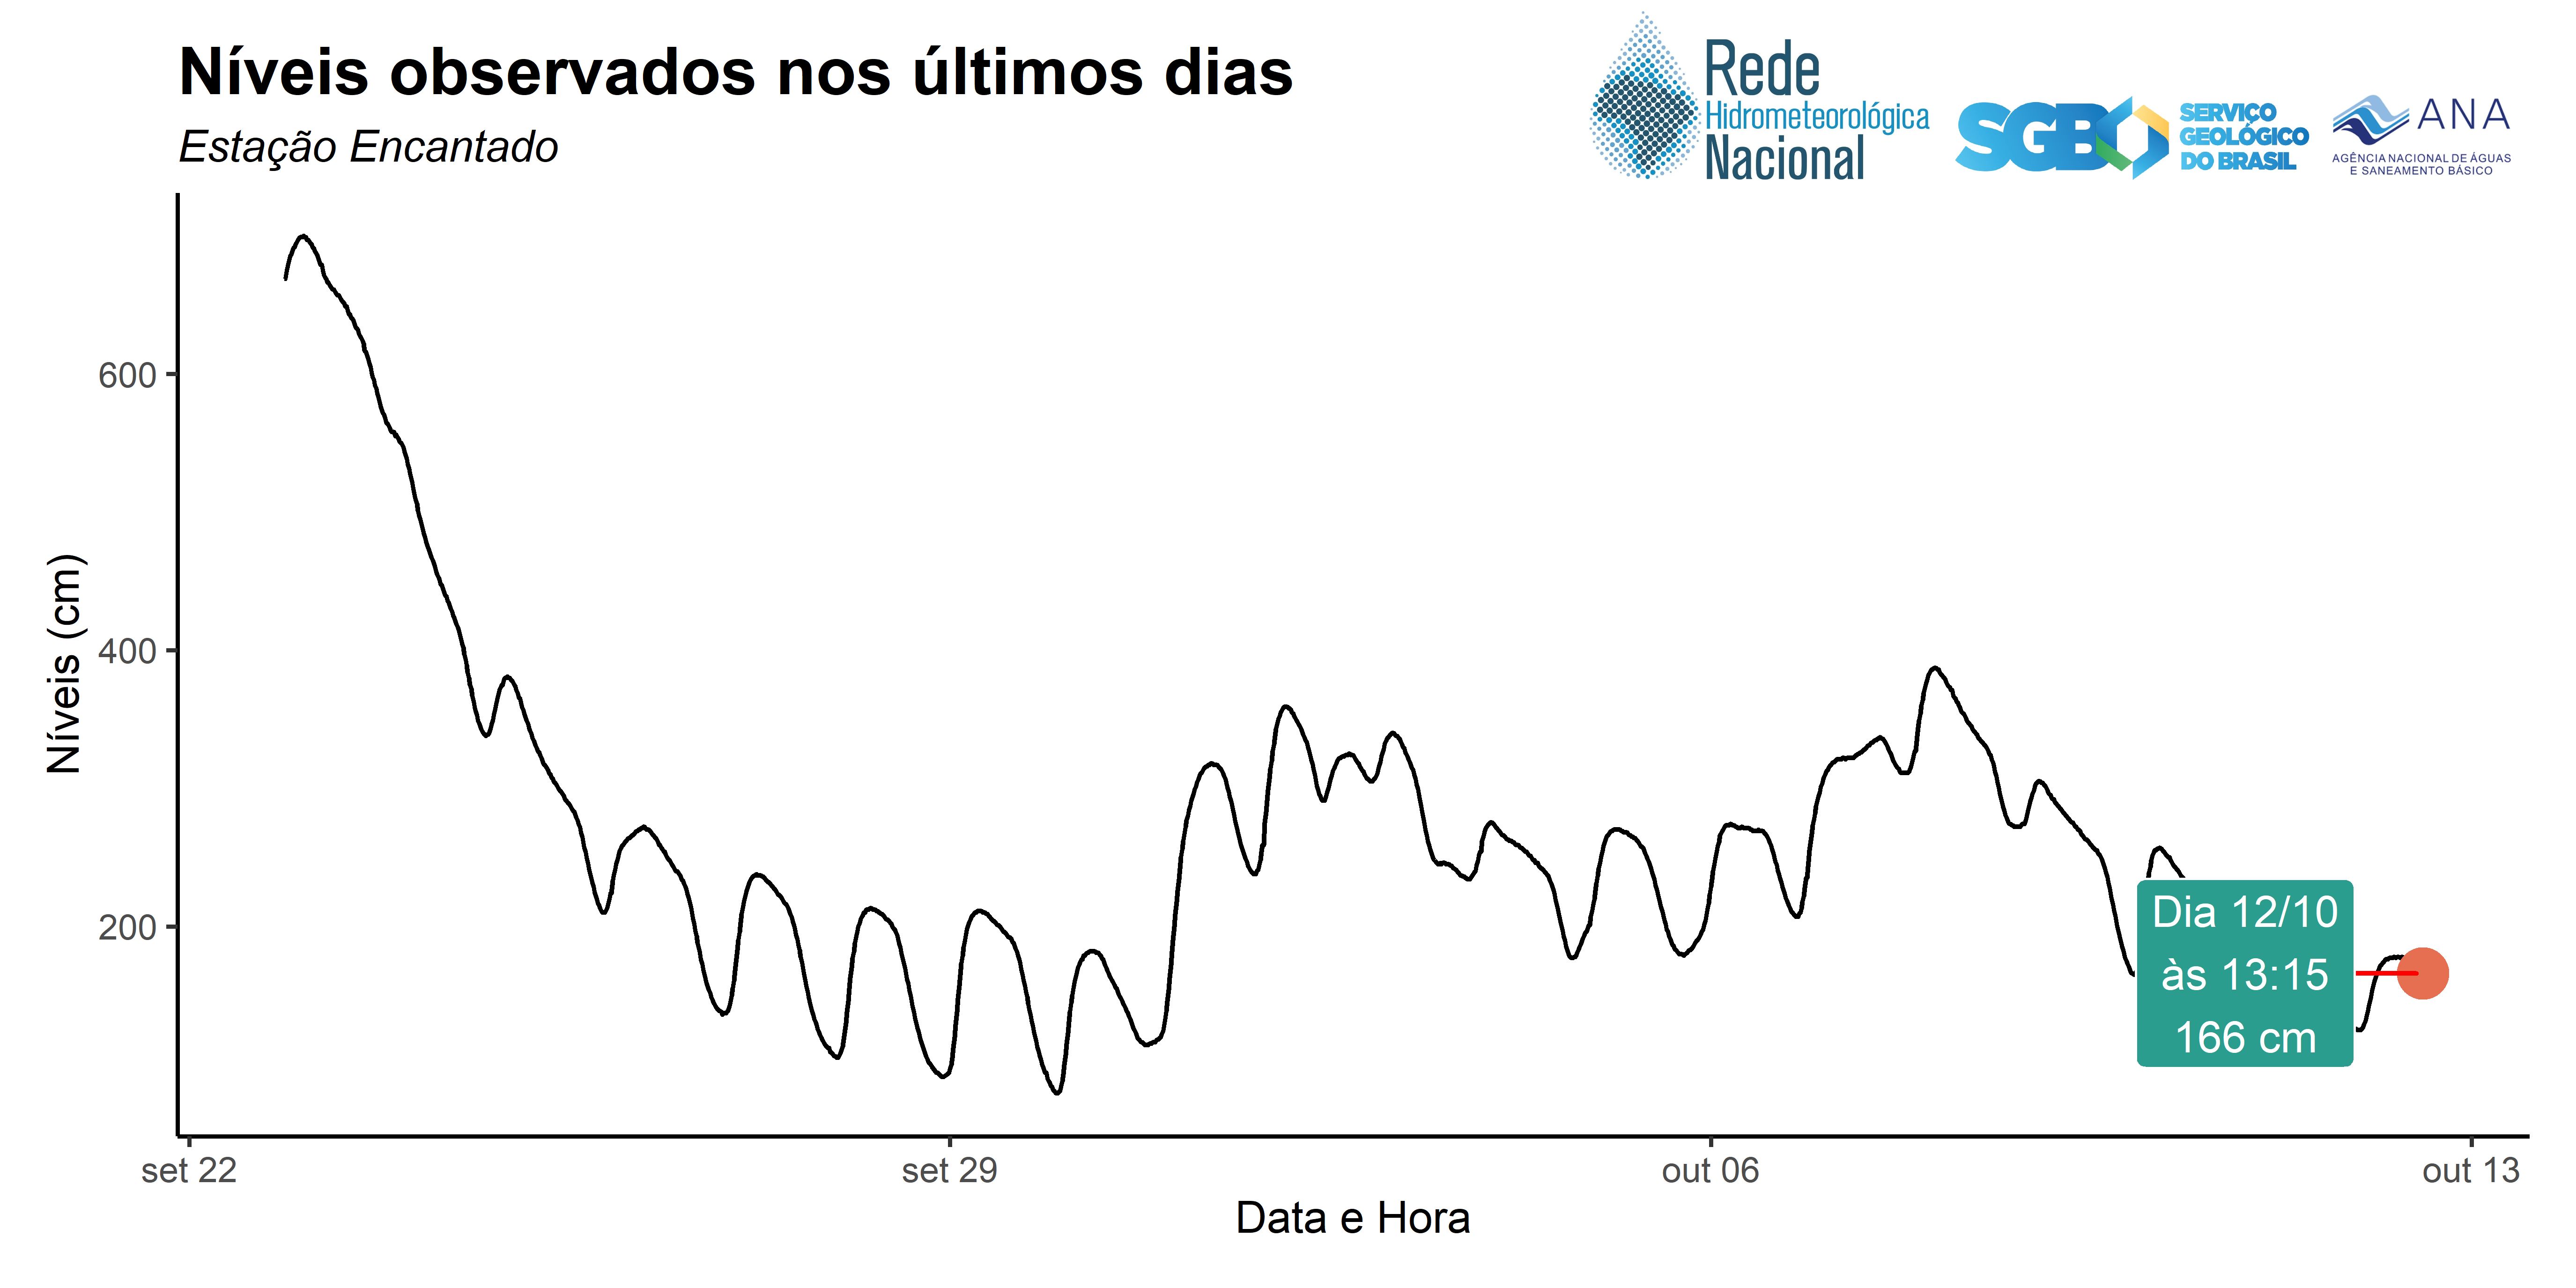 Níveis observados nos últimos dias
Estação Encantado
Rede
Hidrometeorológica
Nacional
SGB
SERVIÇO
GEOLÓGICO
DO BRASIL
ANA
AGÊNCIA NACIONAL DE ÁGUAS
E SANEAMENTO BÁSICO
Níveis (cm)
600
400
200
Dia 12/10
às 13:15
166 cm
set 22
set 29
out 06
out 13
Data e Hora